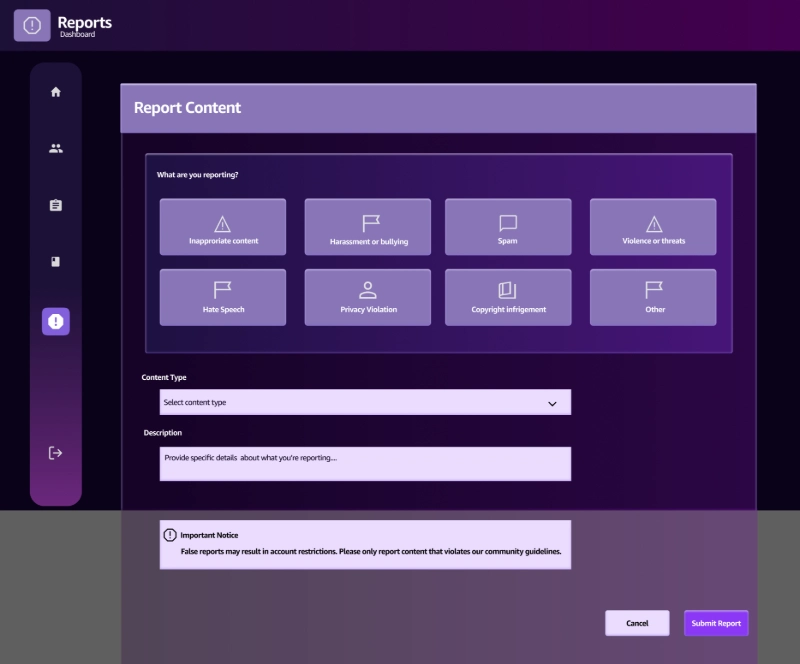 Reports
Dashboard
Report Content
What are you reporting?
Inapproriate content
Harassment or bullying
Spam
Violence or threats
Hate Speech
Privacy Violation
Copyright infrigement
Other
Content Type
Select content type
Description
Provide specific details about what you're reporting....
Important Notice
False reports may result in account restrictions. Please only report content that violates our community guidelines.
Cancel
Submit Report